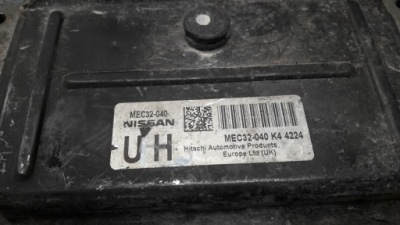 MEC32-040
NISSAN
UH
MEC32-040 K4 4224
Hitachi Automotive Products
Europe Ltd (UK)